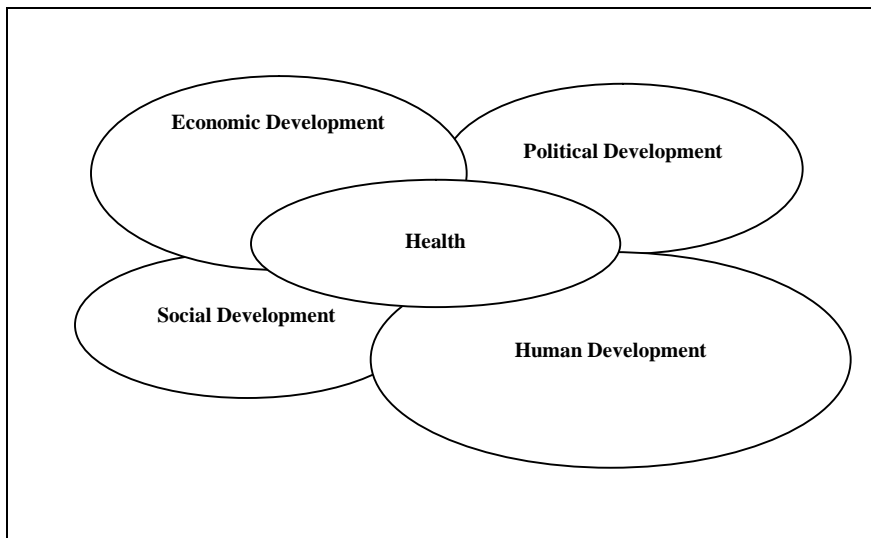 Economic Development
Political Development
Health
Social Development
Human Development